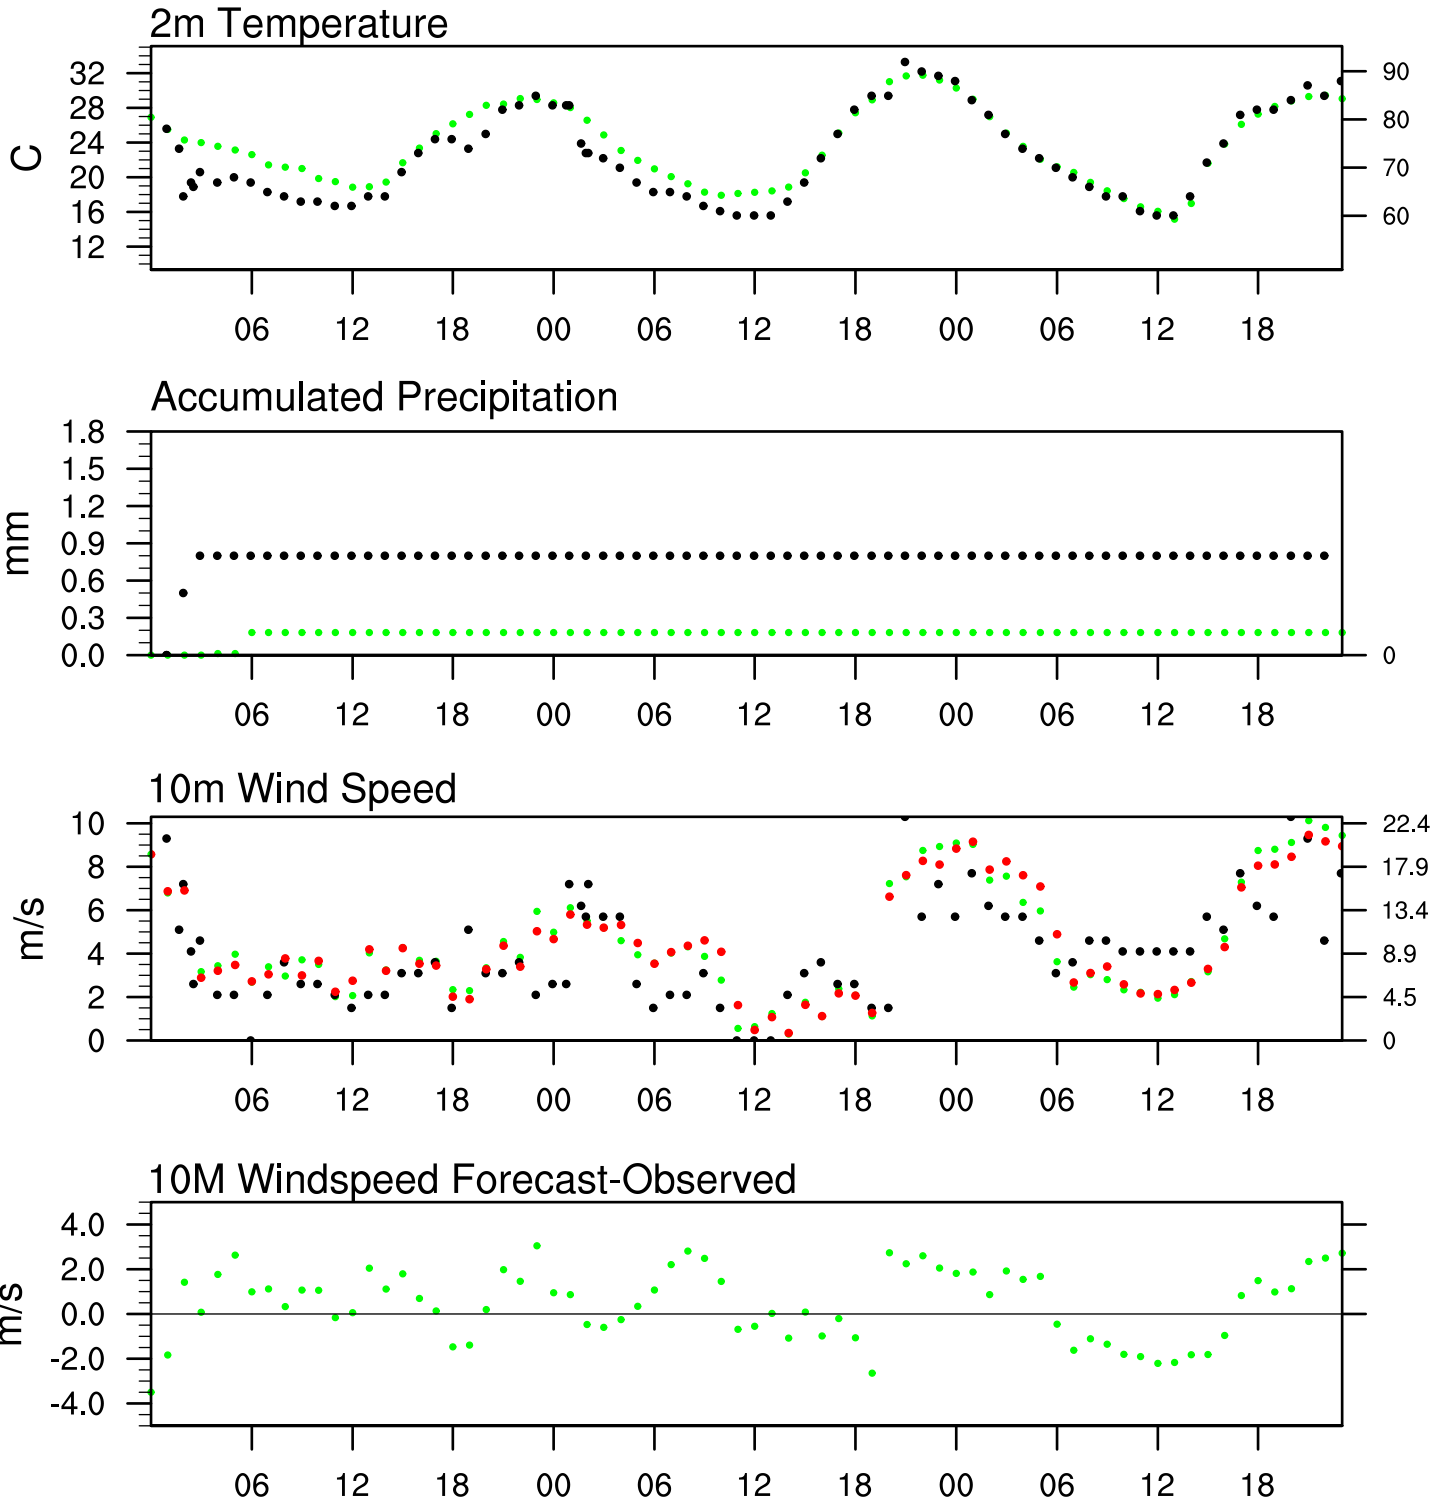 2m Temperature
32
28
24
20
16
12
C
90
80
70
60
06 12 18 00 06 12 18 00 06 12 18
Accumulated Precipitation
1.8
1.5
1.2
0.9
0.6
0.3
0.0
mm
0
06 12 18 00 06 12 18 00 06 12 18
10m Wind Speed
10
8
6
4
2
0
m/s
22.4
17.9
13.4
8.9
4.5
0
06 12 18 00 06 12 18 00 06 12 18
10M Windspeed Forecast-Observed
4.0
2.0
0.0
-2.0
-4.0
m/s
06 12 18 00 06 12 18 00 06 12 18